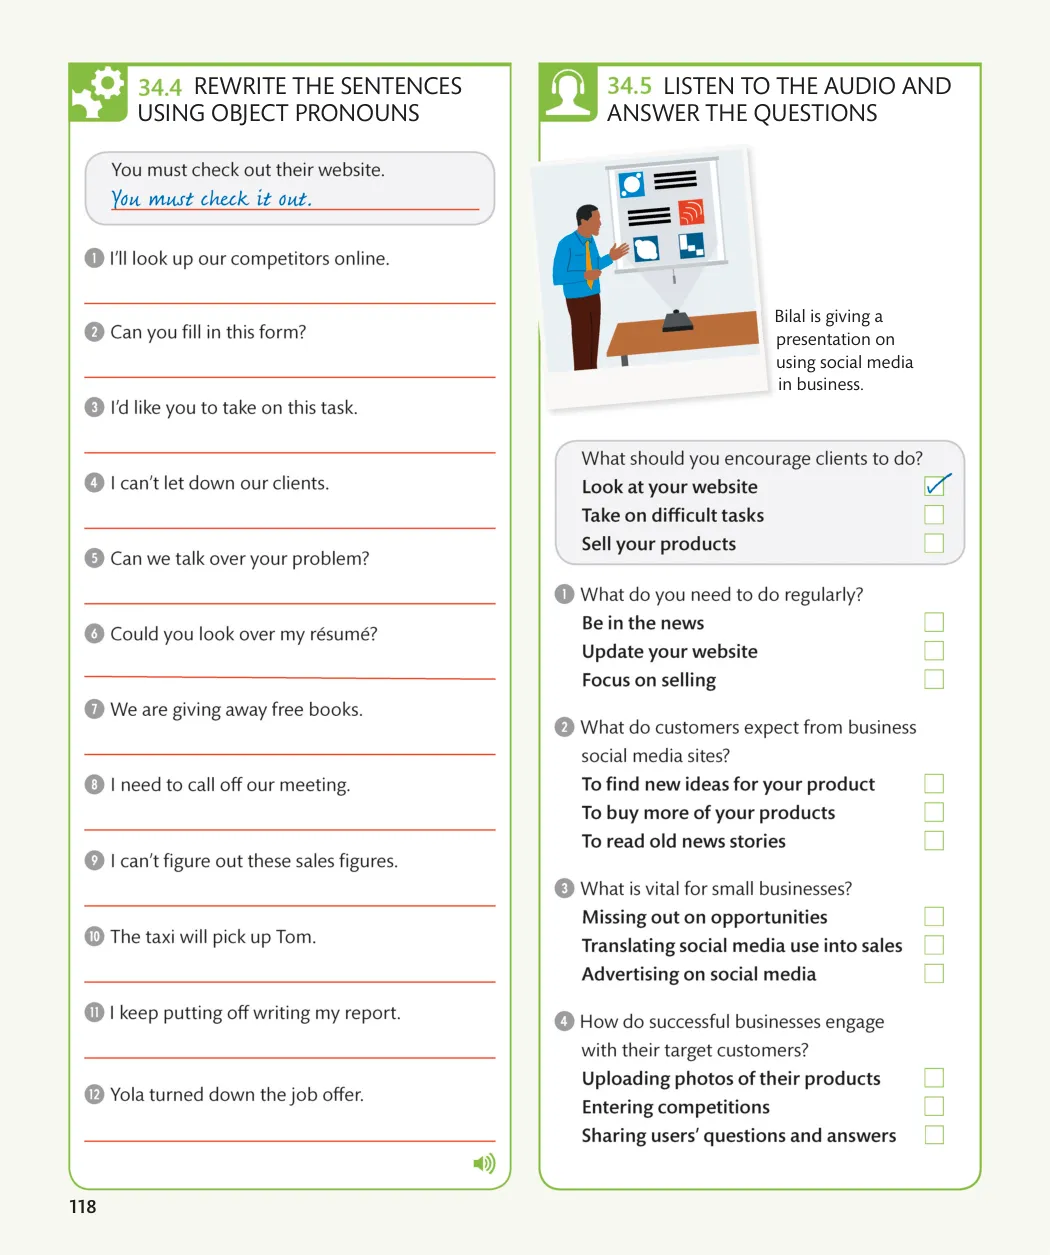 34.4 REWRITE THE SENTENCES
USING OBJECT PRONOUNS
You must check out their website.
You must check it out.
1 I'll look up our competitors online.
2 Can you fill in this form?
3 I'd like you to take on this task.
4 I can't let down our clients.
5 Can we talk over your problem?
6 Could you look over my résumé?
7 We are giving away free books.
8 I need to call off our meeting.
9 I can't figure out these sales figures.
10 The taxi will pick up Tom.
11 I keep putting off writing my report.
12 Yola turned down the job offer.
34.5 LISTEN TO THE AUDIO AND
ANSWER THE QUESTIONS
Bilal is giving a
presentation on
using social media
in business.
What should you encourage clients to do?
Look at your website
Take on difficult tasks
Sell your products
1 What do you need to do regularly?
Be in the news
Update your website
Focus on selling
2 What do customers expect from business
social media sites?
To find new ideas for your product
To buy more of your products
To read old news stories
3 What is vital for small businesses?
Missing out on opportunities
Translating social media use into sales
Advertising on social media
4 How do successful businesses engage
with their target customers?
Uploading photos of their products
Entering competitions
Sharing users' questions and answers
118